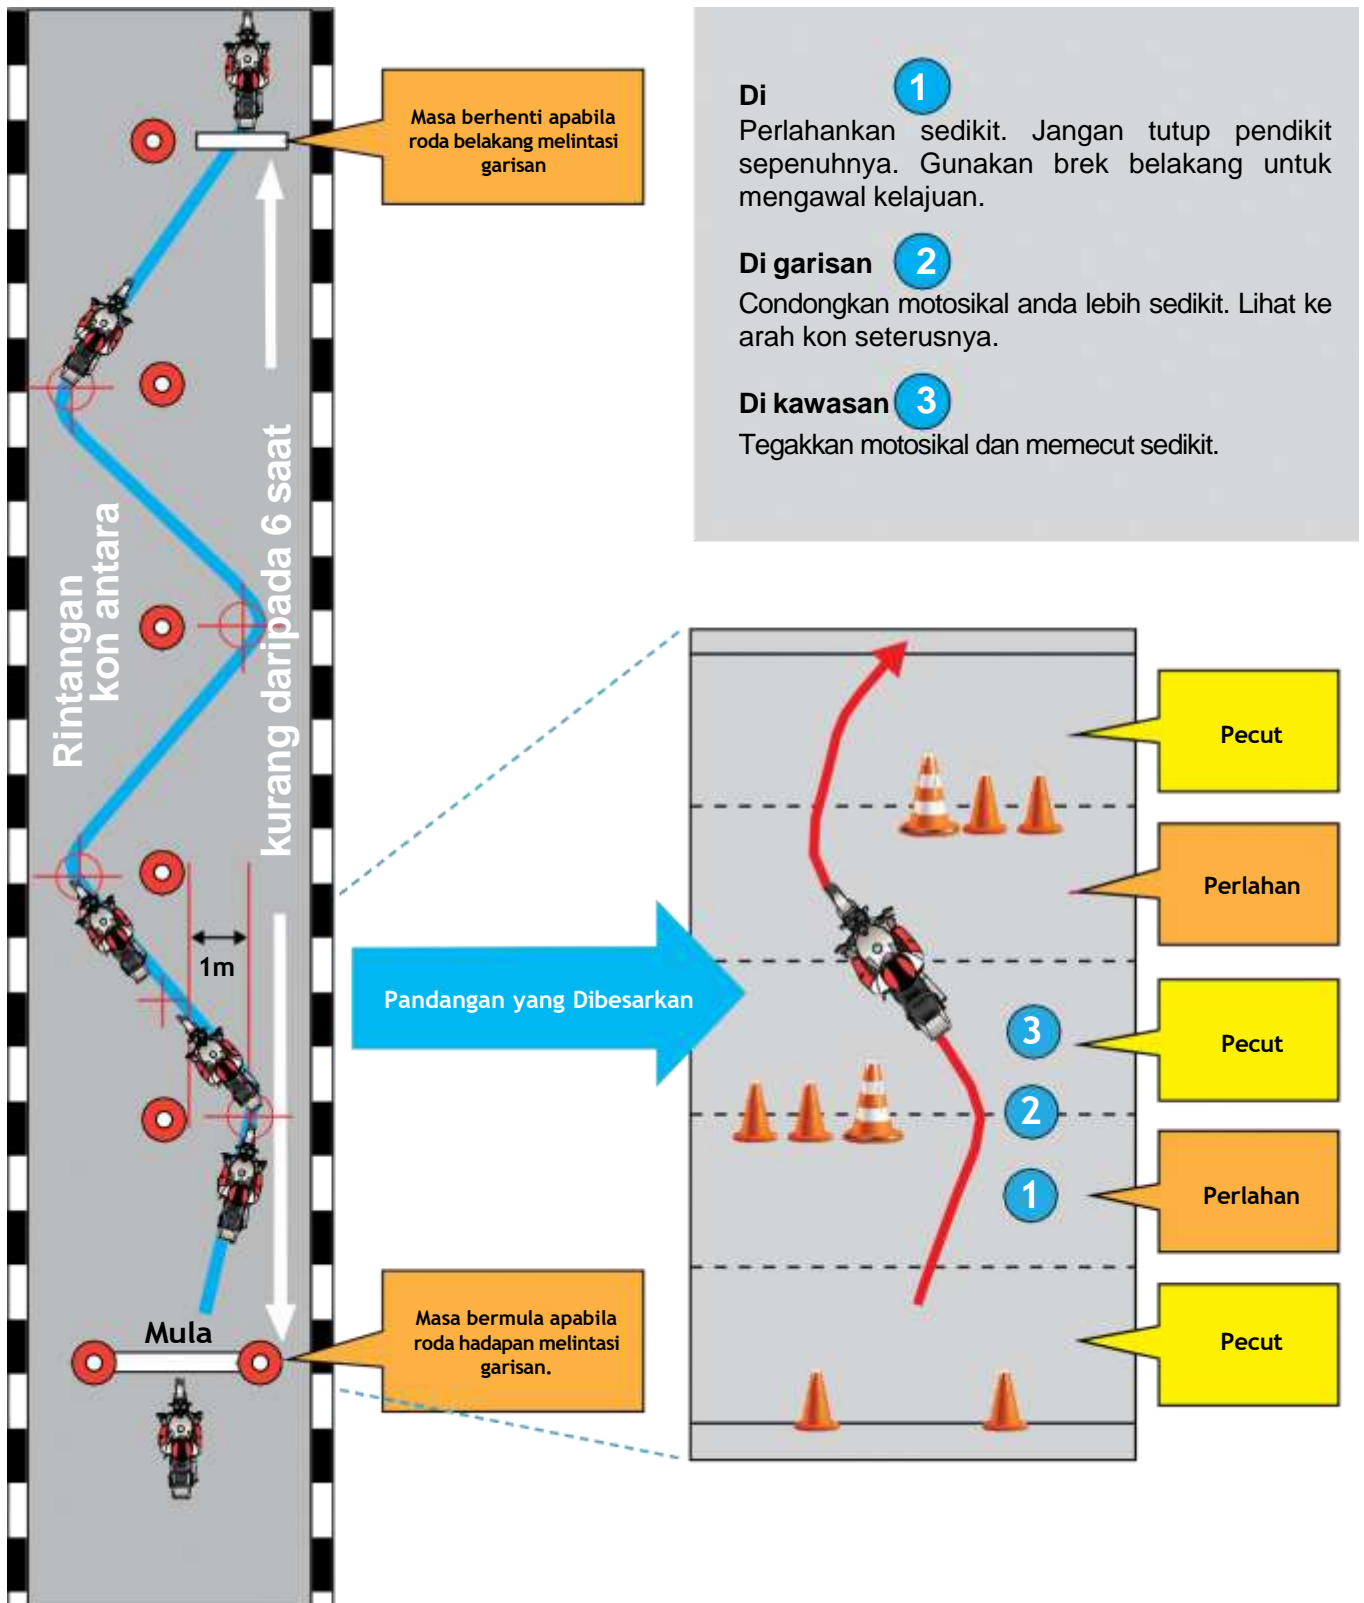 Masa berhenti apabila
roda belakang melintasi
garisan
Di 1
Perlahankan sedikit. Jangan tutup pendikit
sepenuhnya. Gunakan brek belakang untuk
mengawal kelajuan.
Di garisan 2
Condongkan motosikal anda lebih sedikit. Lihat ke
arah kon seterusnya.
Di kawasan 3
Tegakkan motosikal dan memecut sedikit.
Rintangan
kon antara
kurang daripada 6 saat
1m
Mula
Masa bermula apabila
roda hadapan melintasi
garisan.
Pandangan yang Dibesarkan
3
2
1
Pecut
Perlahan
Pecut
Perlahan
Pecut